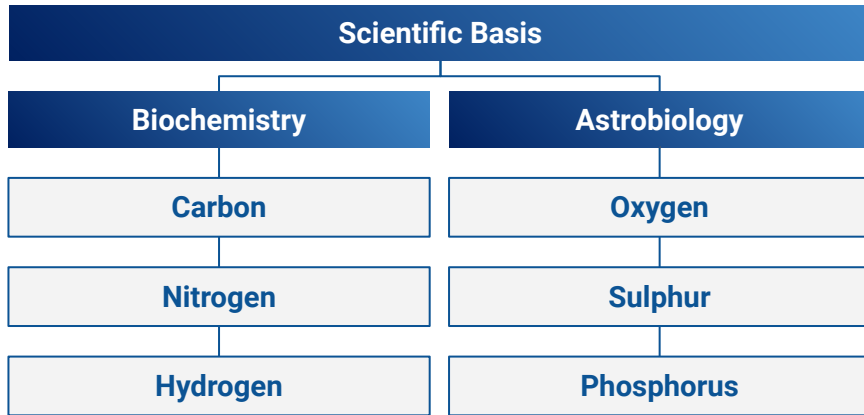 Scientific Basis
Biochemistry
Astrobiology
Carbon
Oxygen
Nitrogen
Sulphur
Hydrogen
Phosphorus